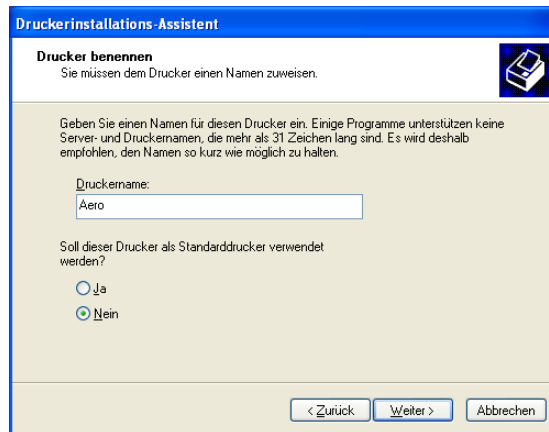 Druckerinstallations-Assistent
Drucker benennen
Sie müssen dem Drucker einen Namen zuweisen.
Geben Sie einen Namen für diesen Drucker ein. Einige Programme unterstützen keine
Server- und Druckernamen, die mehr als 31 Zeichen lang sind. Es wird deshalb
empfohlen, den Namen so kurz wie möglich zu halten.
Druckername:
Aero
Soll dieser Drucker als Standarddrucker verwendet
werden?
Ja
Nein
< Zurück Weiter > Abbrechen